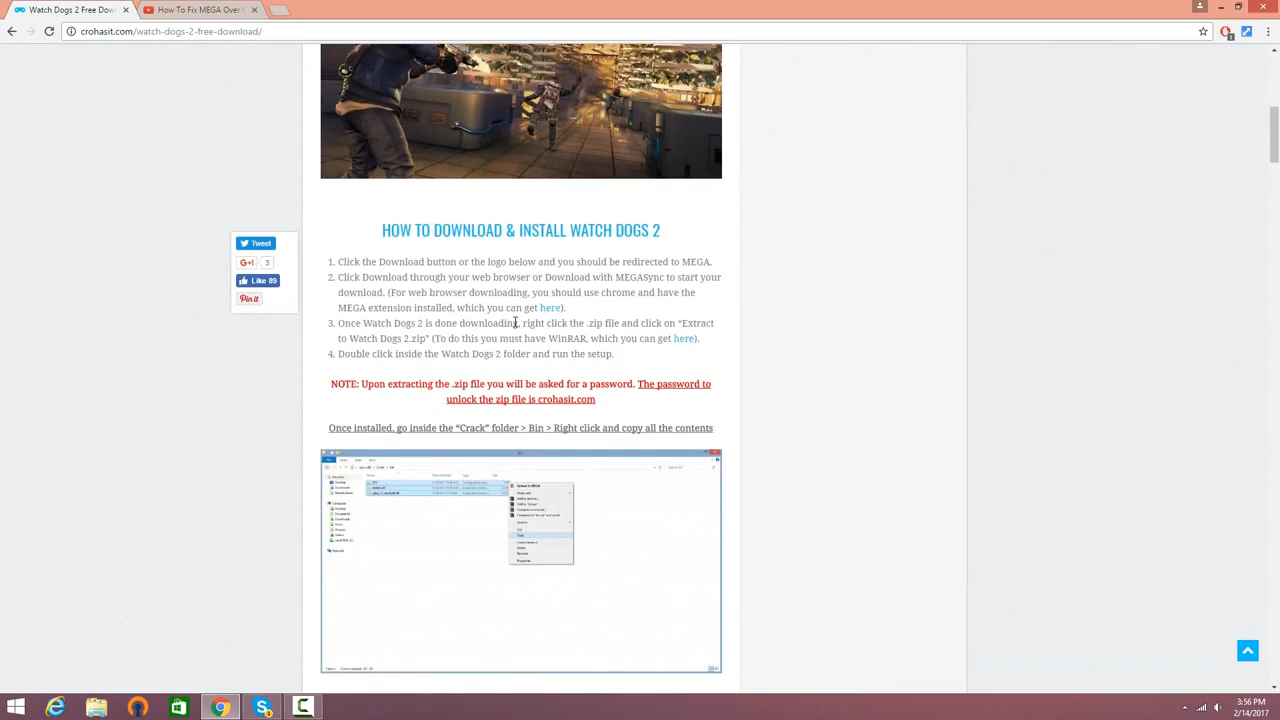 Watch Dogs 2 Free Down
How To Fix MEGA Over
crohasit.com/watch-dogs-2-free-download/
HOW TO DOWNLOAD & INSTALL WATCH DOGS 2
1. Click the Download button or the logo below and you should be redirected to MEGA.
2. Click Download through your web browser or Download with MEGASync to start your
download. (For web browser downloading, you should use chrome and have the
MEGA extension installed, which you can get here).
3. Once Watch Dogs 2 is done downloading, right click the .zip file and click on “Extract
to Watch Dogs 2.zip” (To do this you must have WinRAR, which you can get here).
4. Double click inside the Watch Dogs 2 folder and run the setup.
Tweet
G+1 3
Like 89
Pin it
NOTE: Upon extracting the .zip file you will be asked for a password. The password to
unlock the zip file is crohasit.com
Once installed, go inside the “Crack” folder > Bin > Right click and copy all the contents
3:56 PM
2/14/2017